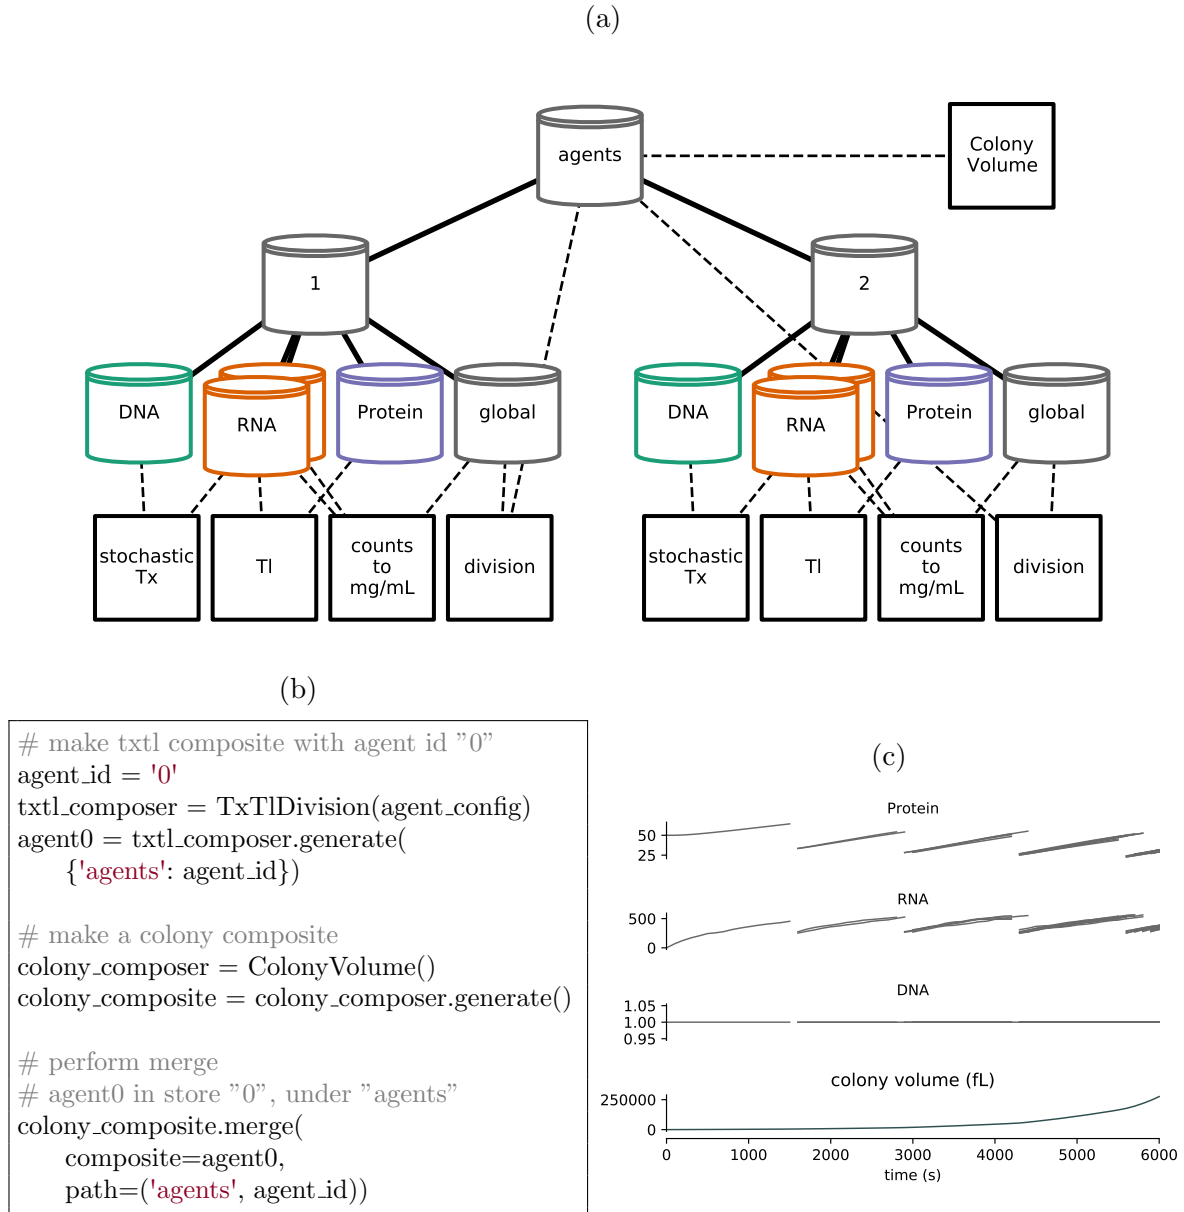 (a)
agents
Colony
Volume
1
2
DNA
RNA
Protein
global
DNA
RNA
Protein
global
stochastic
Tx
Tl
counts
to
mg/mL
division
stochastic
Tx
Tl
counts
to
mg/mL
division
(b)
# make txtl composite with agent id ”0”
agent_id = '0'
txtl_composer = TxTlDivision(agent_config)
agent0 = txtl_composer.generate(
{'agents': agent_id})
# make a colony composite
colony_composer = ColonyVolume()
colony_composite = colony_composer.generate()
# perform merge
# agent0 in store ”0”, under ”agents”
colony_composite.merge(
composite=agent0,
path=('agents', agent_id))
(c)
Protein
50
25
RNA
500
0
DNA
1.05
1.00
0.95
colony volume (fL)
250000
0
0 1000 2000 3000 4000 5000 6000
time (s)